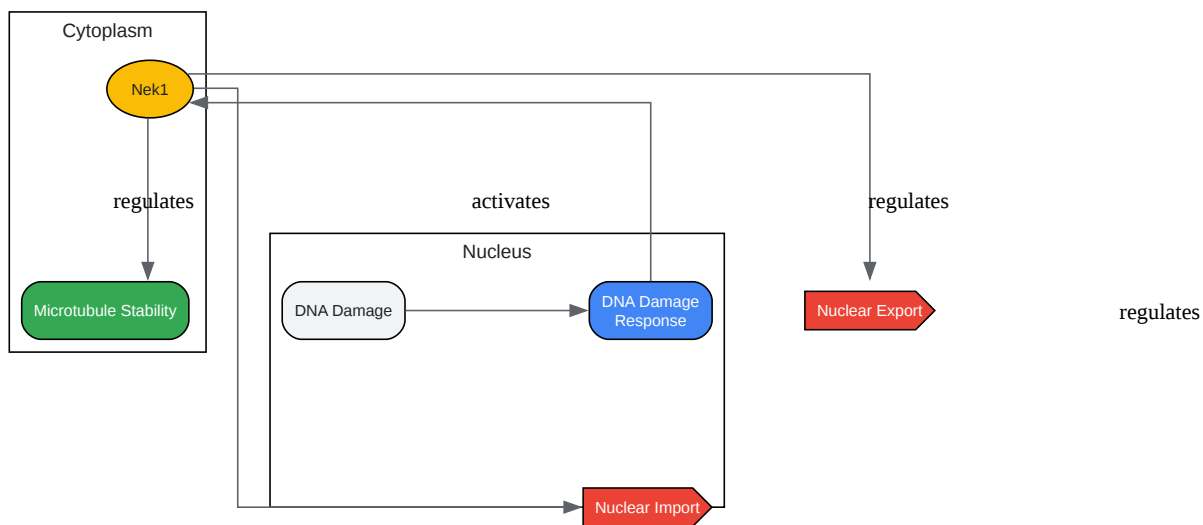 Cytoplasm
Nek1
regulates
activates
regulates
Nucleus
Microtubule Stability
DNA Damage
DNA Damage
Response
Nuclear Export
regulates
Nuclear Import